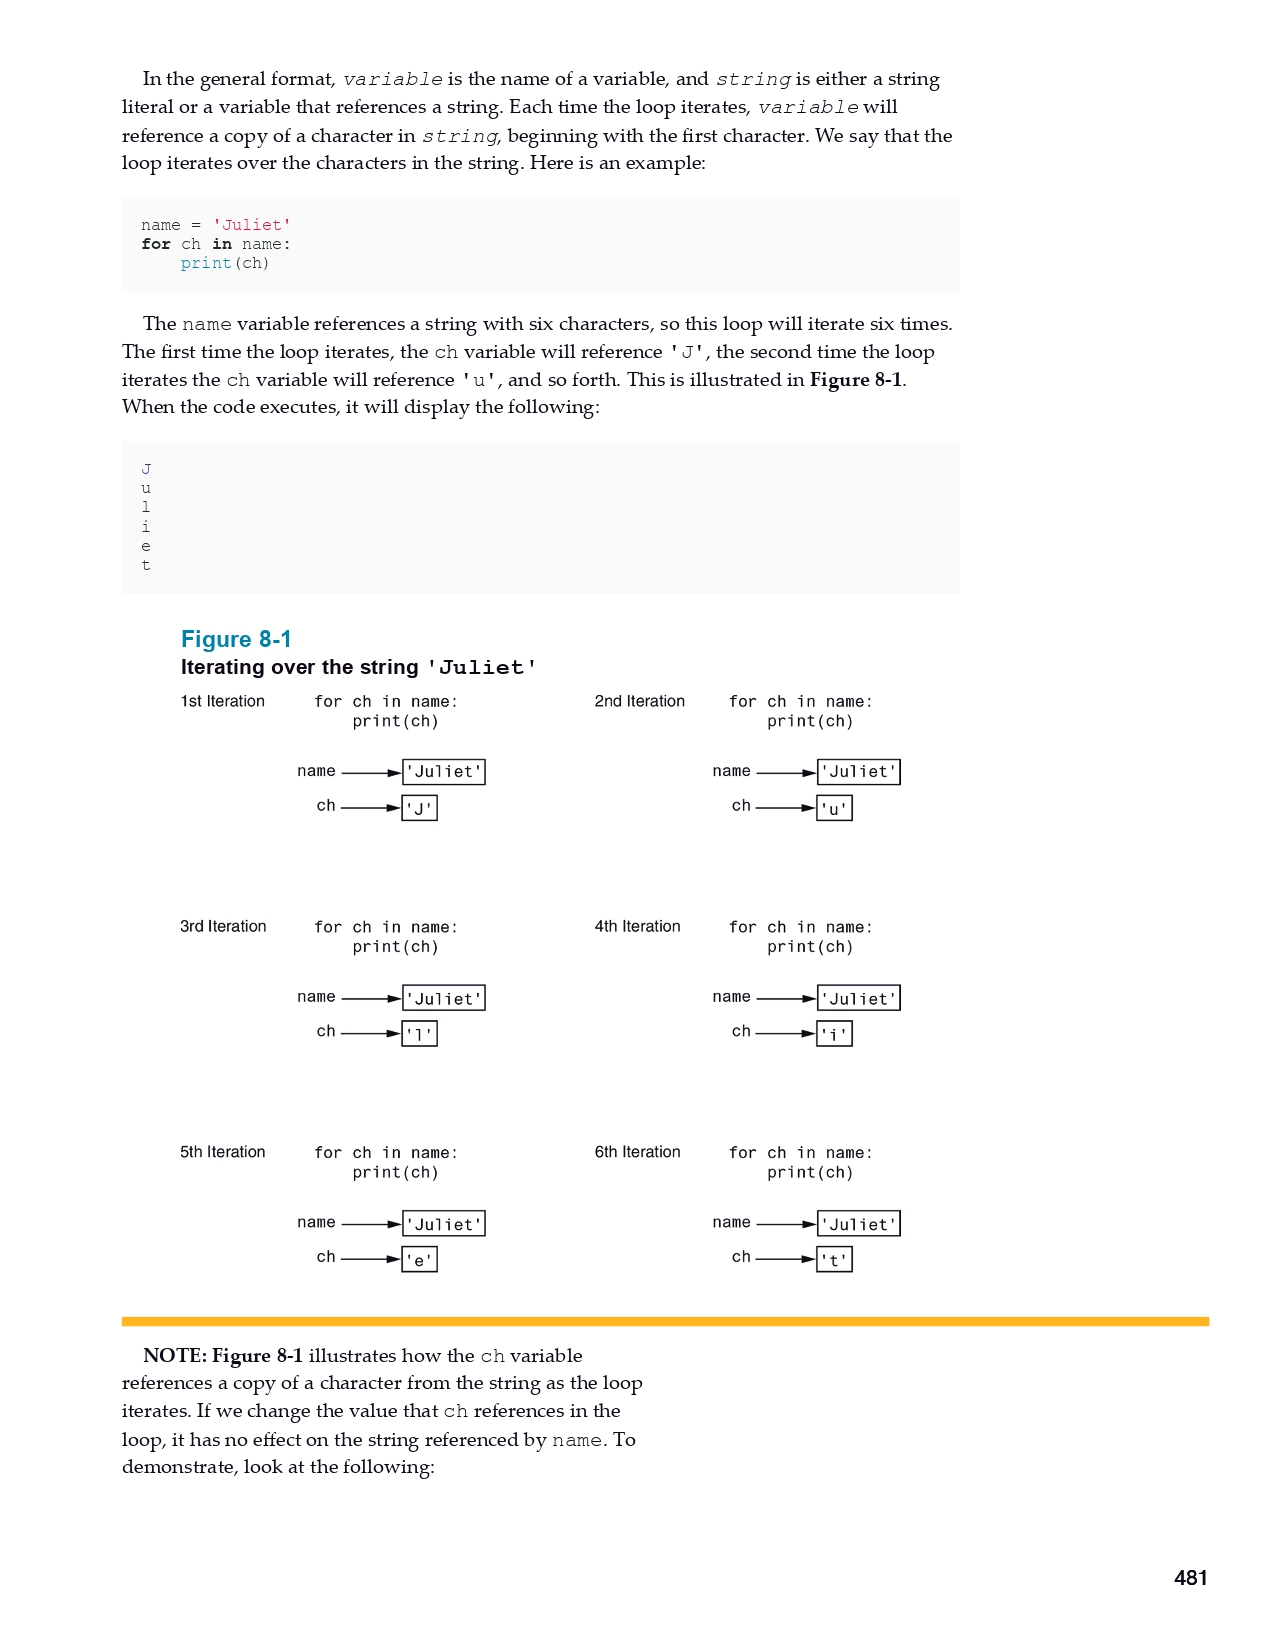 In the general format, variable is the name of a variable, and string is either a string
literal or a variable that references a string. Each time the loop iterates, variable will
reference a copy of a character in string, beginning with the first character. We say that the
loop iterates over the characters in the string. Here is an example:
name = 'Juliet'
for ch in name:
    print(ch)
The name variable references a string with six characters, so this loop will iterate six times.
The first time the loop iterates, the ch variable will reference 'J', the second time the loop
iterates the ch variable will reference 'u', and so forth. This is illustrated in Figure 8-1.
When the code executes, it will display the following:
J
u
l
i
e
t
Figure 8-1
Iterating over the string 'Juliet'
1st Iteration for ch in name:
print(ch)
name 'Juliet'
ch 'J'
2nd Iteration for ch in name:
print(ch)
name 'Juliet'
ch 'u'
3rd Iteration for ch in name:
print(ch)
name 'Juliet'
ch 'l'
4th Iteration for ch in name:
print(ch)
name 'Juliet'
ch 'i'
5th Iteration for ch in name:
print(ch)
name 'Juliet'
ch 'e'
6th Iteration for ch in name:
print(ch)
name 'Juliet'
ch 't'
NOTE: Figure 8-1 illustrates how the ch variable
references a copy of a character from the string as the loop
iterates. If we change the value that ch references in the
loop, it has no effect on the string referenced by name. To
demonstrate, look at the following:
481